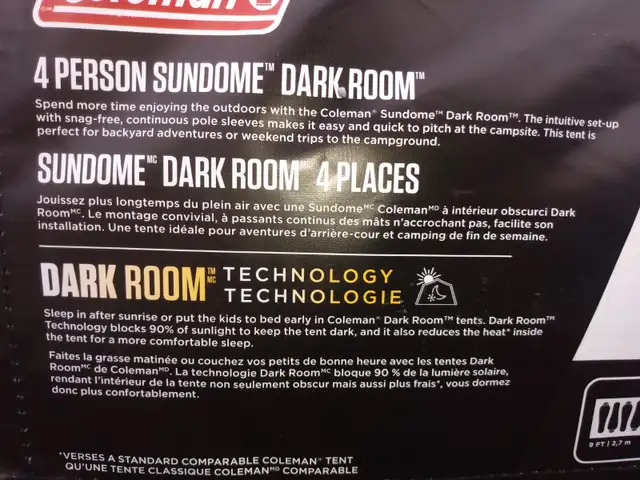 Coleman
4 PERSON SUNDOME™ DARK ROOM™
Spend more time enjoying the outdoors with the Coleman® Sundome™ Dark Room™. The intuitive set-up
with snag-free, continuous pole sleeves makes it easy and quick to pitch at the campsite. This tent is
perfect for backyard adventures or weekend trips to the campground.
SUNDOME MC DARK ROOM MC 4 PLACES
Jouissez plus longtemps du plein air avec une Sundome MC Coleman MD à intérieur obscurci Dark
Room MC. Le montage convivial, à passants continus des mâts n'accrochant pas, facilite son
installation. Une tente idéale pour aventures d'arrière-cour et camping de fin de semaine.
DARK ROOM™ MC TECHNOLOGY
TECHNOLOGIE
Sleep in after sunrise or put the kids to bed early in Coleman® Dark Room™ tents. Dark Room™
Technology blocks 90% of sunlight to keep the tent dark, and it also reduces the heat* inside
the tent for a more comfortable sleep.
Faites la grasse matinée ou couchez vos petits de bonne heure avec les tentes Dark
Room MC de Coleman MD. La technologie Dark Room MC bloque 90 % de la lumière solaire,
rendant l'intérieur de la tente non seulement obscur mais aussi plus frais*, vous dormez
donc plus confortablement.
9 FT | 2,7 m
*VERSES A STANDARD COMPARABLE COLEMAN® TENT
QU'UNE TENTE CLASSIQUE COLEMAN MD COMPARABLE